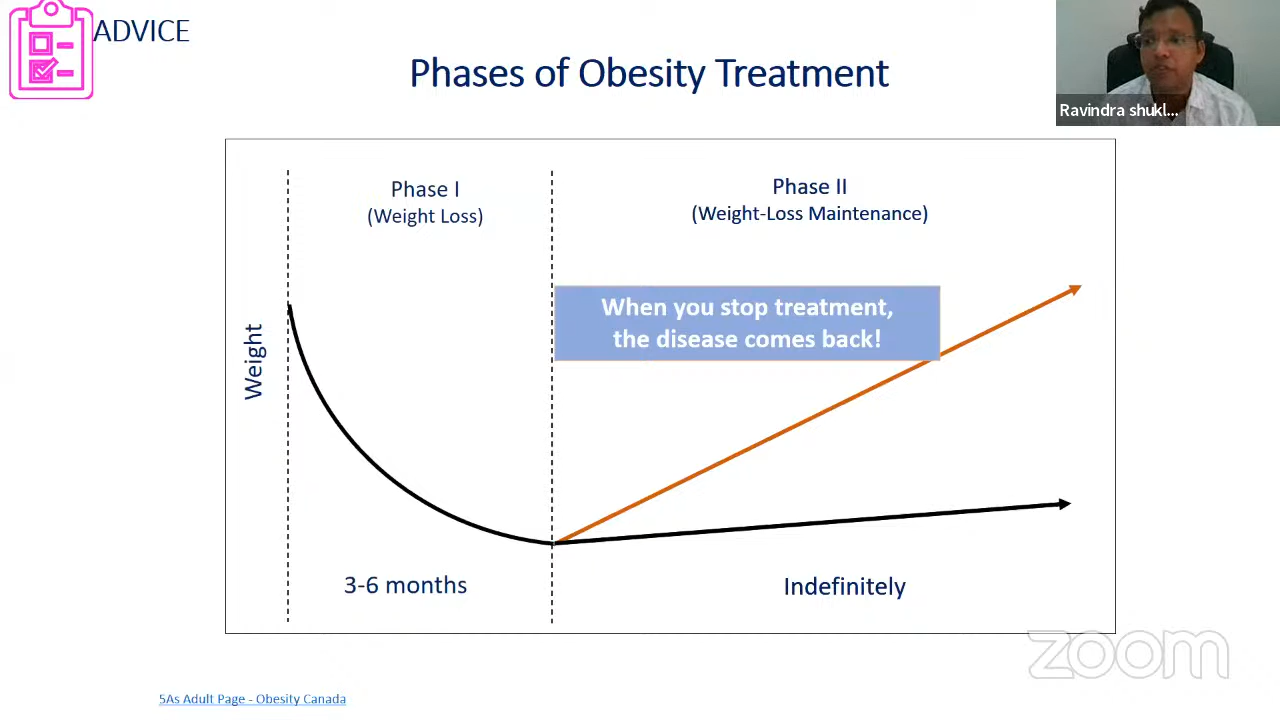 ADVICE
Phases of Obesity Treatment
Ravindra shukl...
Phase I
(Weight Loss)
Phase II
(Weight-Loss Maintenance)
When you stop treatment,
the disease comes back!
Weight
3-6 months
Indefinitely
zoom
5As Adult Page - Obesity Canada